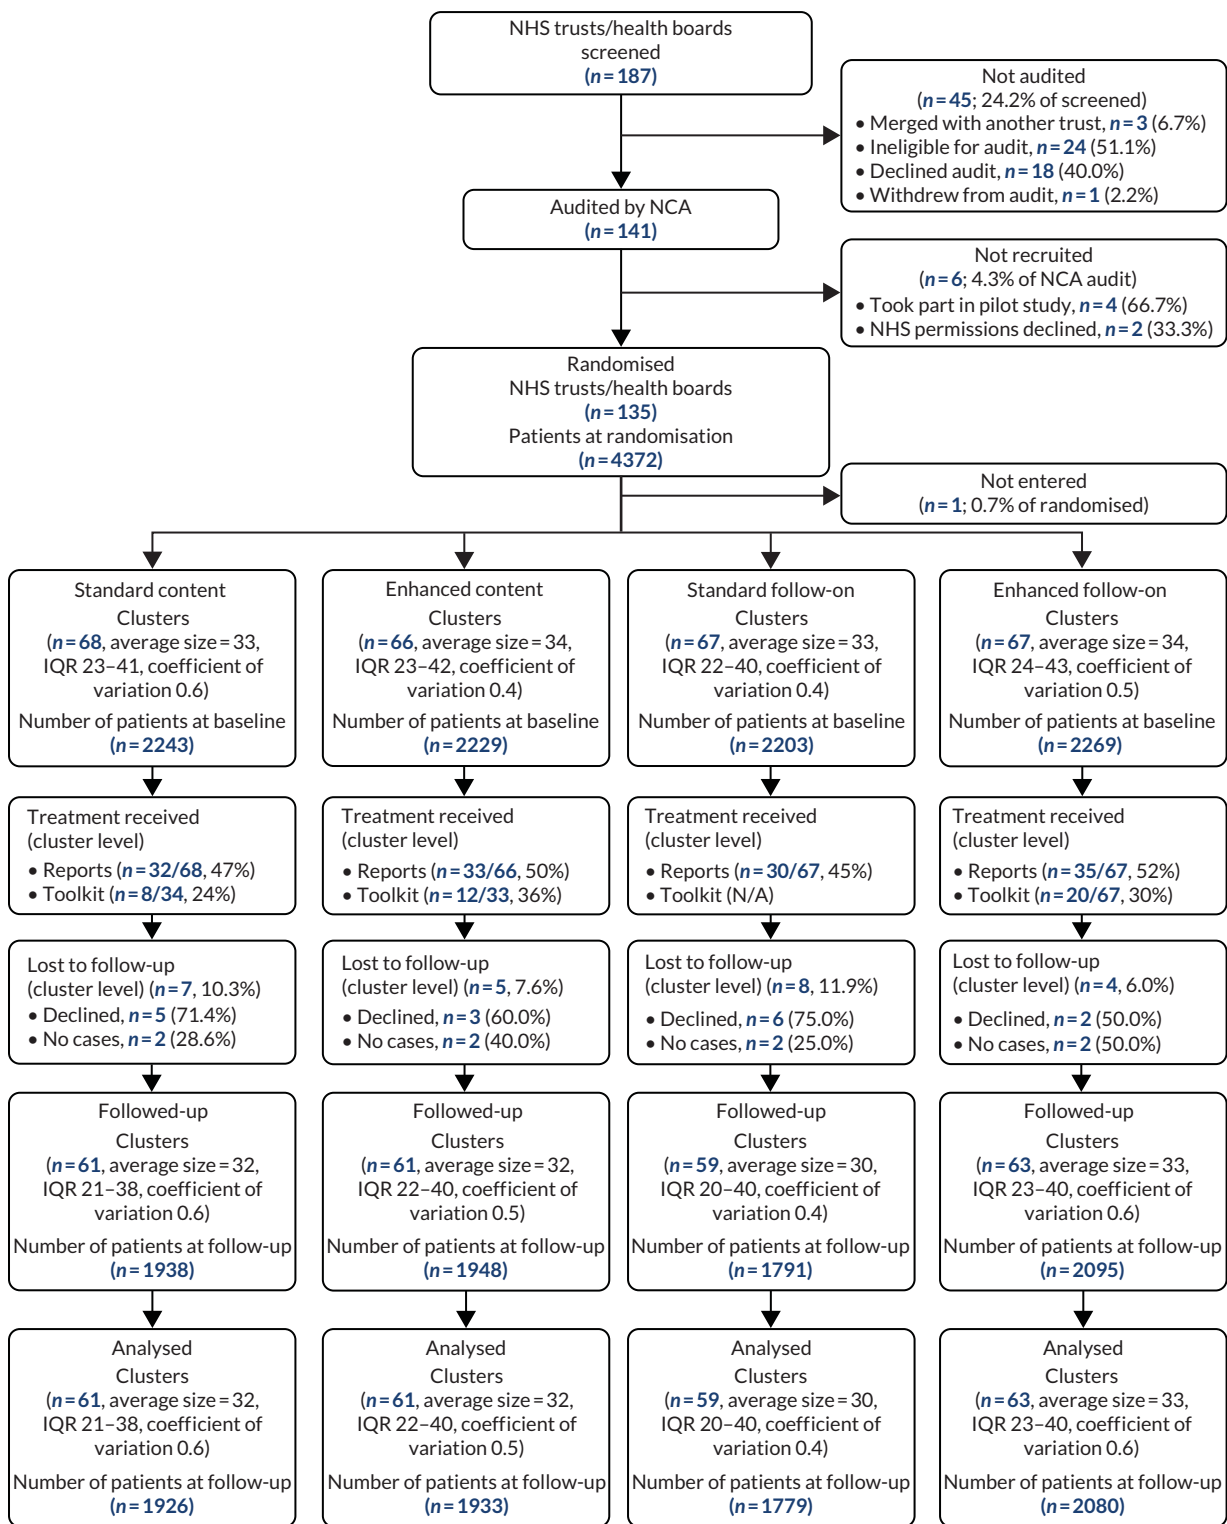 NHS trusts/health boards
screened
(n=187)
Not audited
(n=45; 24.2% of screened)
• Merged with another trust, n=3 (6.7%)
• Ineligible for audit, n=24 (51.1%)
• Declined audit, n=18 (40.0%)
• Withdrew from audit, n=1 (2.2%)
Audited by NCA
(n=141)
Not recruited
(n=6; 4.3% of NCA audit)
• Took part in pilot study, n=4 (66.7%)
• NHS permissions declined, n=2 (33.3%)
Randomised
NHS trusts/health boards
(n=135)
Patients at randomisation
(n=4372)
Not entered
(n=1; 0.7% of randomised)
Standard content
Clusters
(n=68, average size=33,
IQR 23–41, coefficient of
variation 0.6)
Number of patients at baseline
(n=2243)
Enhanced content
Clusters
(n=66, average size=34,
IQR 23–42, coefficient of
variation 0.4)
Number of patients at baseline
(n=2229)
Standard follow-on
Clusters
(n=67, average size=33,
IQR 22–40, coefficient of
variation 0.4)
Number of patients at baseline
(n=2203)
Enhanced follow-on
Clusters
(n=67, average size=34,
IQR 24–43, coefficient of
variation 0.5)
Number of patients at baseline
(n=2269)
Treatment received
(cluster level)
• Reports (n=32/68, 47%)
• Toolkit (n=8/34, 24%)
Treatment received
(cluster level)
• Reports (n=33/66, 50%)
• Toolkit (n=12/33, 36%)
Treatment received
(cluster level)
• Reports (n=30/67, 45%)
• Toolkit (N/A)
Treatment received
(cluster level)
• Reports (n=35/67, 52%)
• Toolkit (n=20/67, 30%)
Lost to follow-up
(cluster level) (n=7, 10.3%)
• Declined, n=5 (71.4%)
• No cases, n=2 (28.6%)
Lost to follow-up
(cluster level) (n=5, 7.6%)
• Declined, n=3 (60.0%)
• No cases, n=2 (40.0%)
Lost to follow-up
(cluster level) (n=8, 11.9%)
• Declined, n=6 (75.0%)
• No cases, n=2 (25.0%)
Lost to follow-up
(cluster level) (n=4, 6.0%)
• Declined, n=2 (50.0%)
• No cases, n=2 (50.0%)
Followed-up
Clusters
(n=61, average size=32,
IQR 21–38, coefficient of
variation 0.6)
Number of patients at follow-up
(n=1938)
Followed-up
Clusters
(n=61, average size=32,
IQR 22–40, coefficient of
variation 0.5)
Number of patients at follow-up
(n=1948)
Followed-up
Clusters
(n=59, average size=30,
IQR 20–40, coefficient of
variation 0.4)
Number of patients at follow-up
(n=1791)
Followed-up
Clusters
(n=63, average size=33,
IQR 23–40, coefficient of
variation 0.6)
Number of patients at follow-up
(n=2095)
Analysed
Clusters
(n=61, average size=32,
IQR 21–38, coefficient of
variation 0.6)
Number of patients at follow-up
(n=1926)
Analysed
Clusters
(n=61, average size=32,
IQR 22–40, coefficient of
variation 0.5)
Number of patients at follow-up
(n=1933)
Analysed
Clusters
(n=59, average size=30,
IQR 20–40, coefficient of
variation 0.4)
Number of patients at follow-up
(n=1779)
Analysed
Clusters
(n=63, average size=33,
IQR 23–40, coefficient of
variation 0.6)
Number of patients at follow-up
(n=2080)